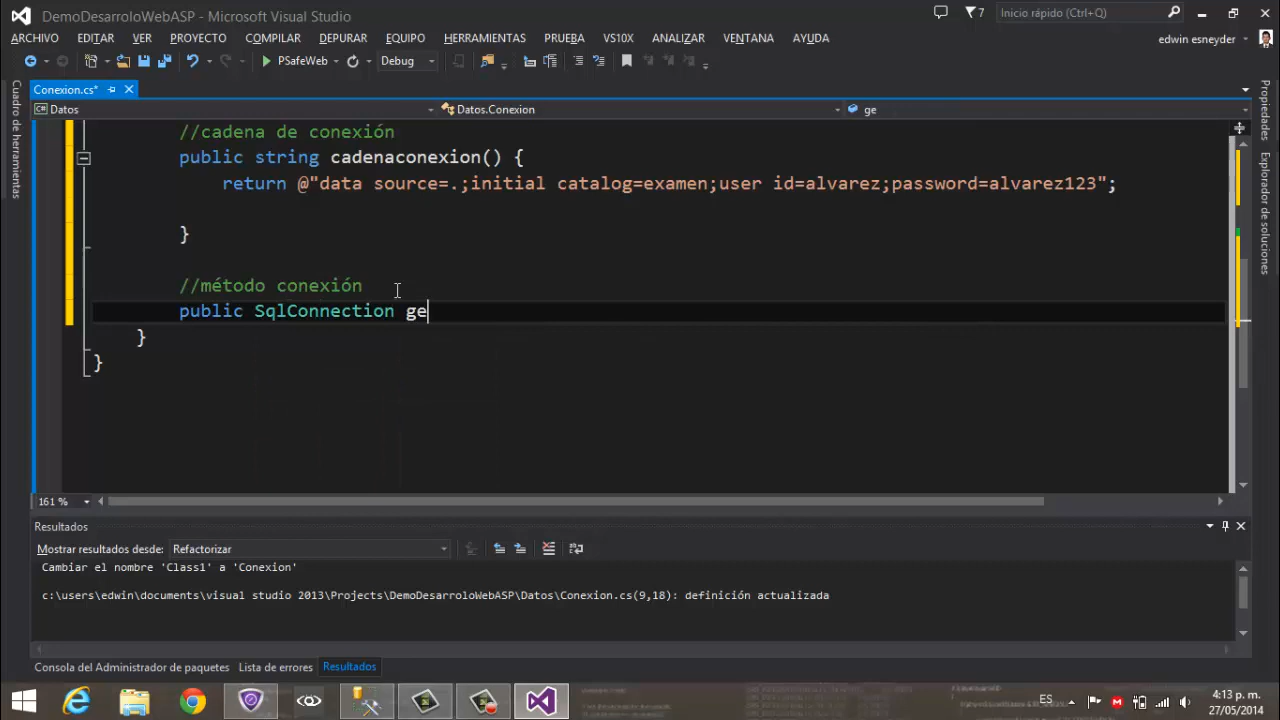 DemoDesarroloWebASP - Microsoft Visual Studio
7
Inicio rápido (Ctrl+Q)
ARCHIVO EDITAR VER PROYECTO COMPILAR DEPURAR EQUIPO HERRAMIENTAS PRUEBA VS10X ANALIZAR VENTANA AYUDA
edwin esneyder
PSafeWeb Debug
Conexion.cs*
C# Datos Datos.Conexion ge
Cuadro de herramientas
Propiedades
Explorador de soluciones
//cadena de conexión
public string cadenaconexion() {
return @"data source=.;initial catalog=examen;user id=alvarez;password=alvarez123";
}
//método conexión
public SqlConnection ge
}
}
161 %
Resultados
Mostrar resultados desde: Refactorizar
Cambiar el nombre 'Class1' a 'Conexion'
c:\users\edwin\documents\visual studio 2013\Projects\DemoDesarroloWebASP\Datos\Conexion.cs(9,18): definición actualizada
Consola del Administrador de paquetes Lista de errores Resultados
ES
4:13 p.m.
27/05/2014